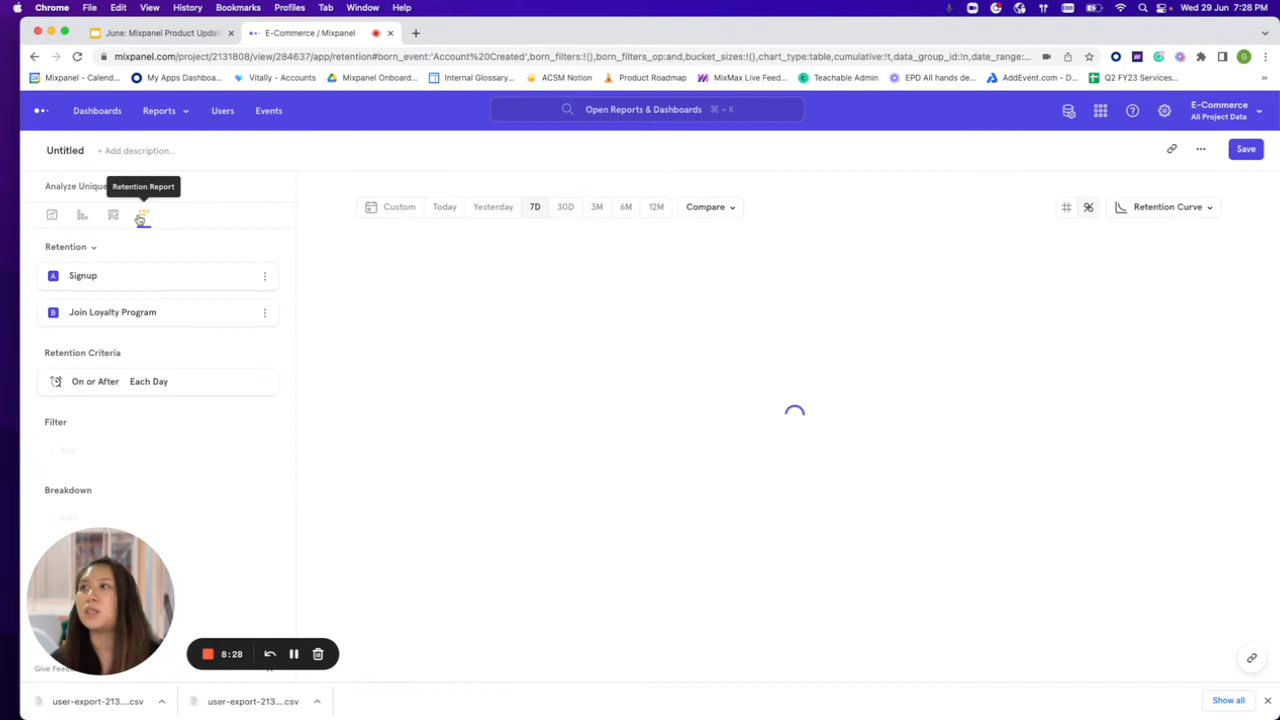 Chrome File Edit View History Bookmarks Profiles Tab Window Help Wed 29 Jun 7:28 PM
June: Mixpanel Product Updat E-Commerce / Mixpanel
mixpanel.com/project/2131808/view/284637/app/retention#born_event:'Account%20Created',born_filters:!(),born_filters_op:and,bucket_sizes:!(),chart_type:table,cumulative:!t,data_group_id:!n,date_range:...
Mixpanel - Calend... My Apps Dashboa... Vitally - Accounts Mixpanel Onboard... Internal Glossary... ACSM Notion Product Roadmap MixMax Live Feed... Teachable Admin EPD All hands de... AddEvent.com - D... Q2 FY23 Services... »
Dashboards Reports Users Events Open Reports & Dashboards ⌘ + K E-Commerce
All Project Data
Untitled + Add description... Save
Analyze Unique Retention Report
Custom Today Yesterday 7D 30D 3M 6M 12M Compare Retention Curve
Retention
A Signup
B Join Loyalty Program
Retention Criteria
On or After Each Day
Filter
Breakdown
8:28
Give Feed
user-export-213....csv user-export-213....csv Show all